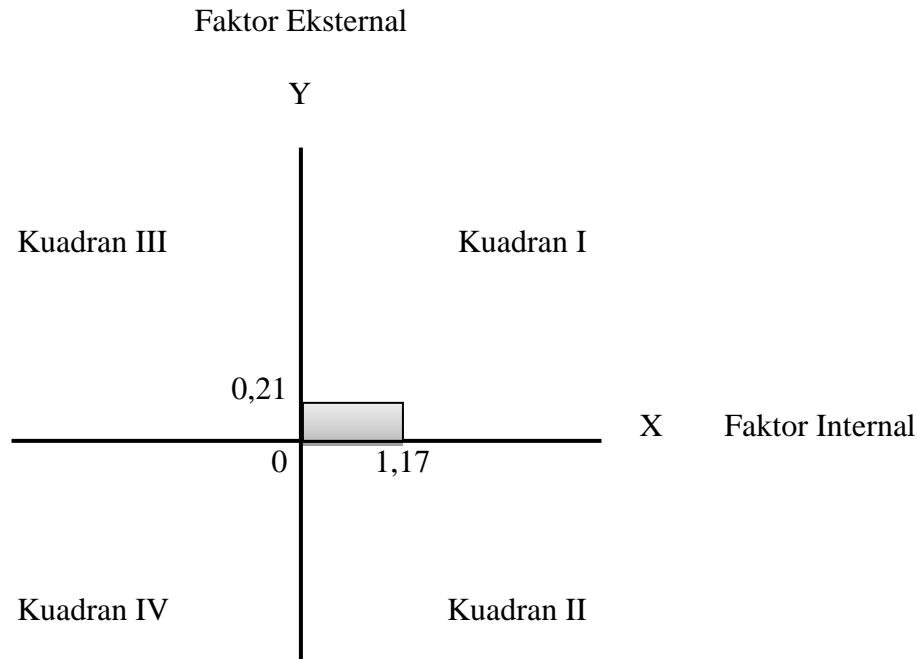 Faktor Eksternal
Y
Kuadran III
Kuadran I
0,21
X
Faktor Internal
0
1,17
Kuadran IV
Kuadran II